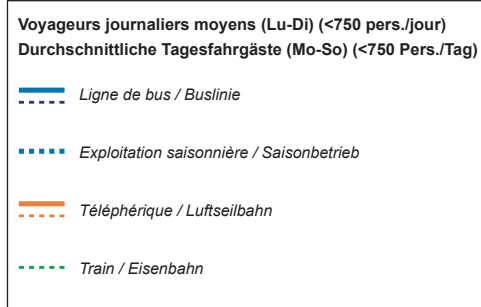 Voyageurs journaliers moyens (Lu-Di) (<750 pers./jour)
Durchschnittliche Tagesfahrgäste (Mo-So) (<750 Pers./Tag)
Ligne de bus / Buslinie
Exploitation saisonnière / Saisonbetrieb
Téléphérique / Luftseilbahn
Train / Eisenbahn